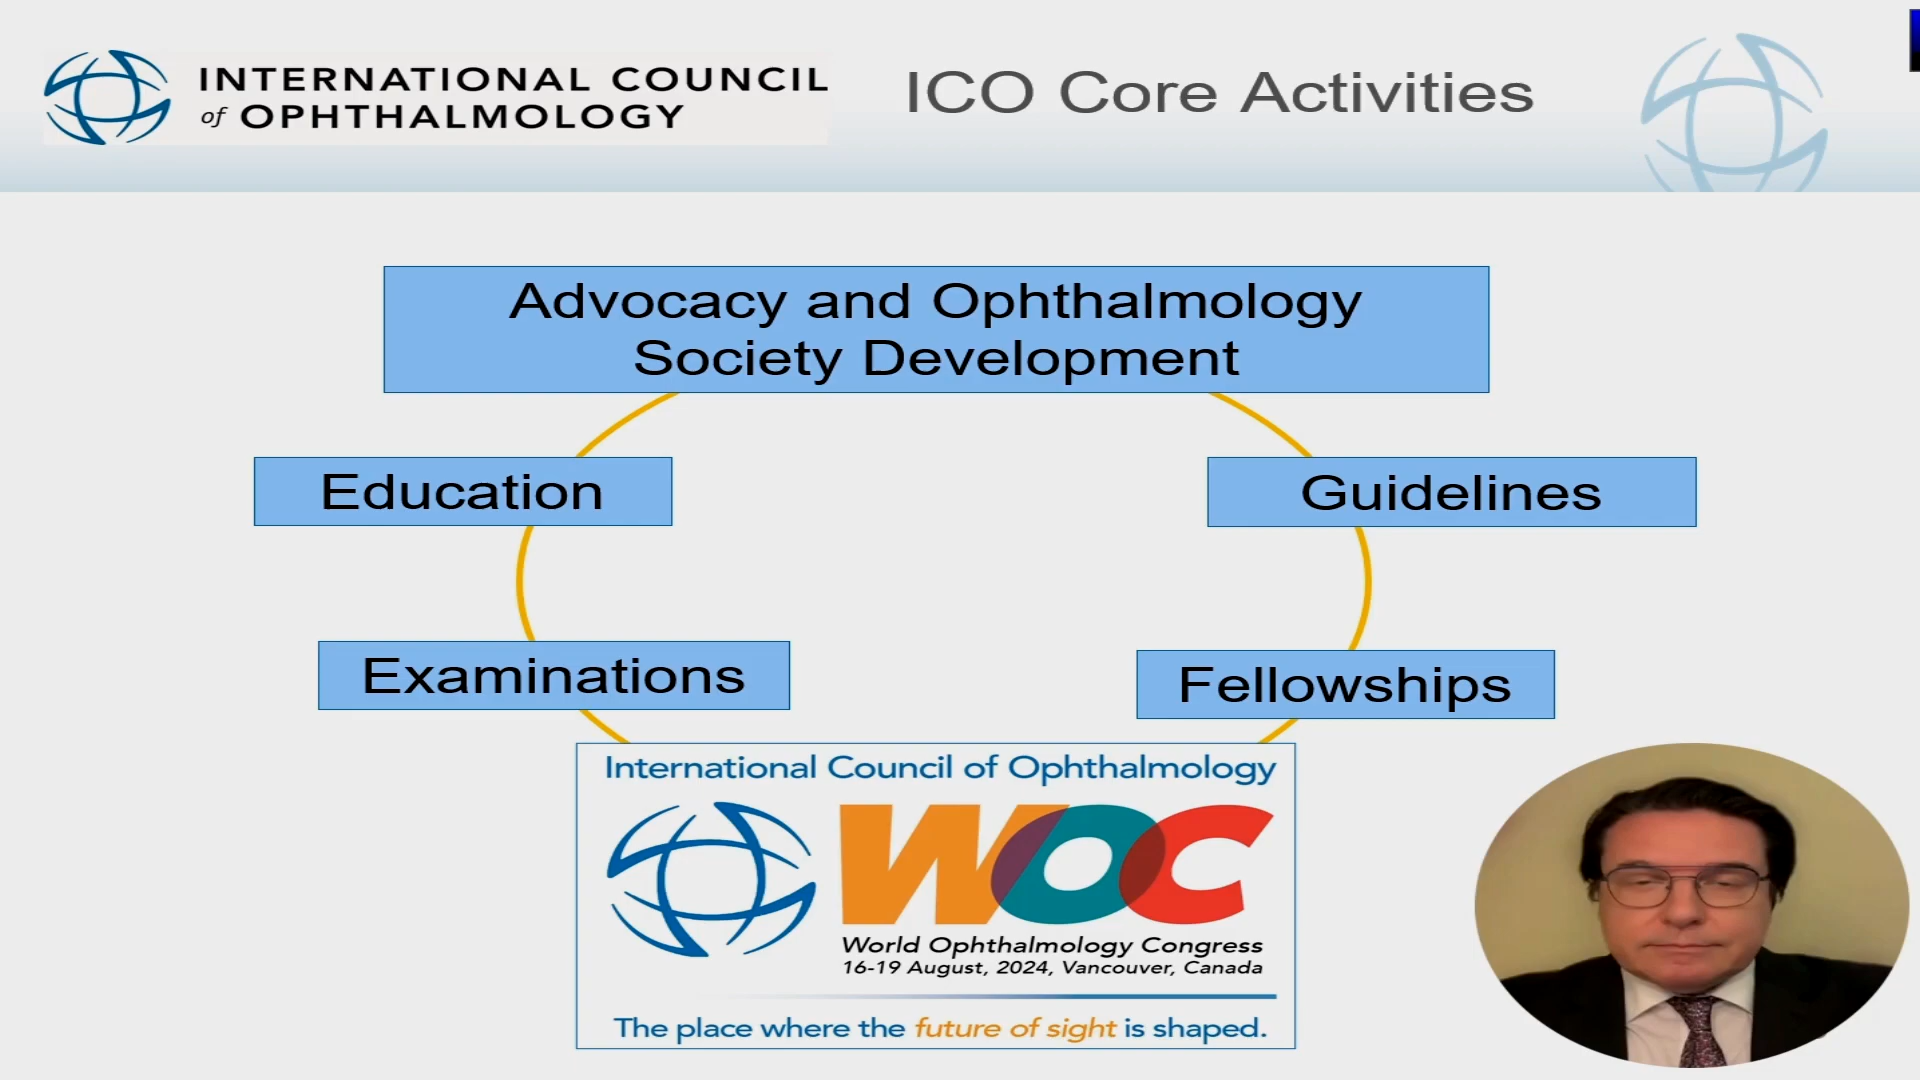 INTERNATIONAL COUNCIL
of OPHTHALMOLOGY
ICO Core Activities
Advocacy and Ophthalmology
Society Development
Education
Guidelines
Examinations
Fellowships
International Council of Ophthalmology
WOC
World Ophthalmology Congress
16-19 August, 2024, Vancouver, Canada
The place where the future of sight is shaped.